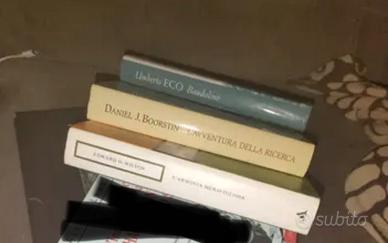 Umberto ECO Baudolino
DANIEL J. BOORSTIN L'AVVENTURA DELLA RICERCA
EDWARD O. WILSON L'ARMONIA MERAVIGLIOSA
subito